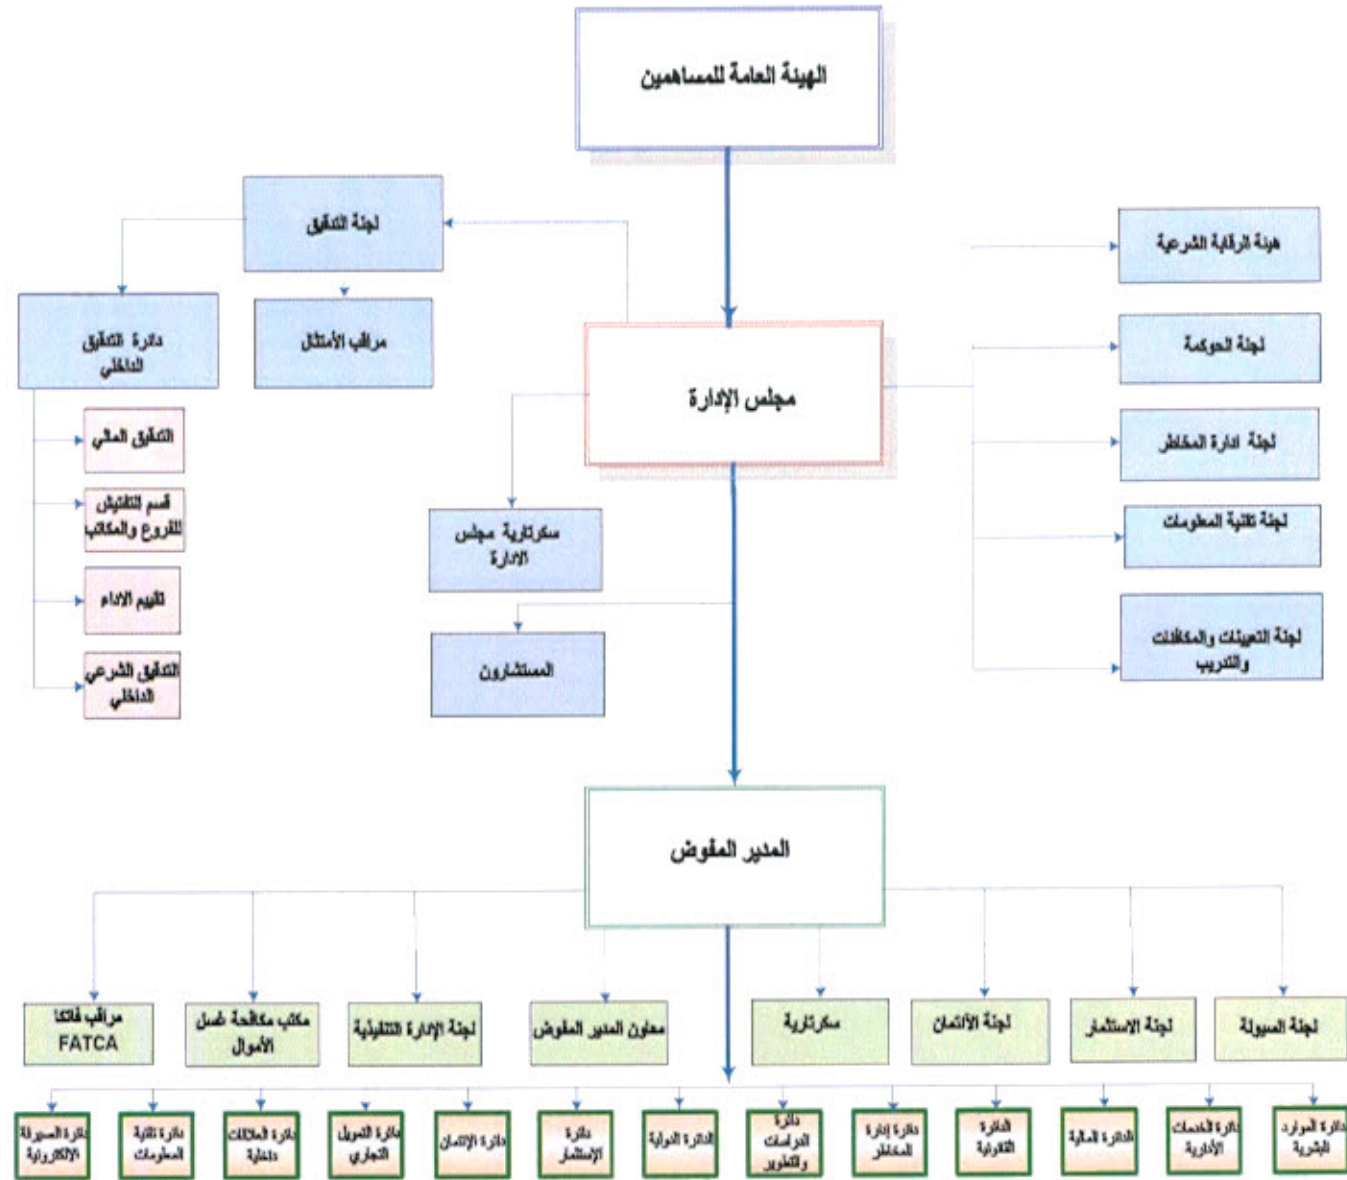 الهيئة العامة للمساهمين
لجنة التدقيق
هيئة الرقابة الشرعية
دائرة التدقيق
الداخلي
مراقب الأمتثال
لجنة الحوكمة
مجلس الإدارة
لجنة ادارة المخاطر
التدقيق المالي
قسم التفتيش
للفروع والمكاتب
سكرتارية مجلس
الادارة
لجنة تقنية المعلومات
تقييم الاداء
المستشارون
لجنة التعيينات والمكافئات
والتدريب
التدقيق الشرعي
الداخلي
المدير المفوض
لجنة السيولة
لجنة الاستثمار
لجنة الأئتمان
سكرتارية
معاون المدير المفوض
لجنة الإدارة التنفيذية
مكتب مكافحة غسل
الأموال
مراقب فاتكا
FATCA
دائرة الموارد
البشرية
دائرة الخدمات
الأدارية
الدائرة المالية
الدائرة
القانونية
دائرة إدارة
المخاطر
دائرة
الدراسات
والتطوير
الدائرة الدولية
دائرة
الإستثمار
دائرة الإئتمان
دائرة التمويل
التجاري
دائرة العلاقات
داخلية
دائرة تقنية
المعلومات
دائرة الصيرفة
الإلكترونية